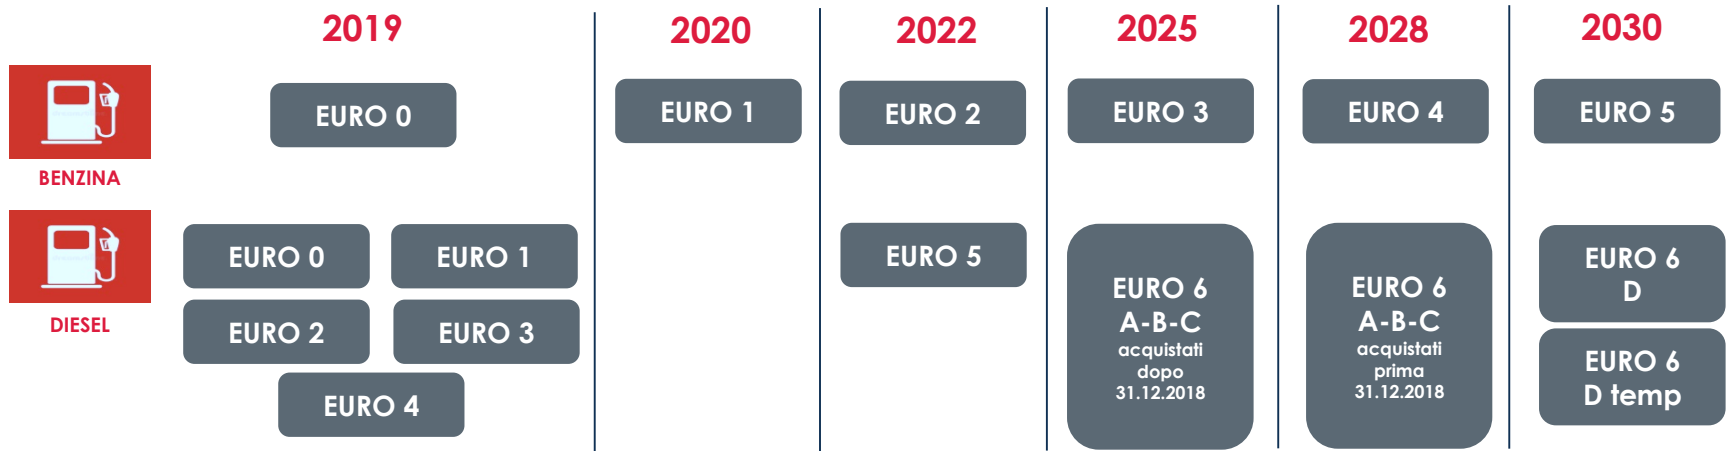 2019
2020
2022
2025
2028
2030
EURO 0
EURO 1
EURO 2
EURO 3
EURO 4
EURO 5
BENZINA
EURO 0
EURO 1
EURO 2
EURO 3
EURO 4
EURO 5
EURO 6
A-B-C
acquistati
dopo
31.12.2018
EURO 6
A-B-C
acquistati
prima
31.12.2018
EURO 6
D
EURO 6
D temp
DIESEL